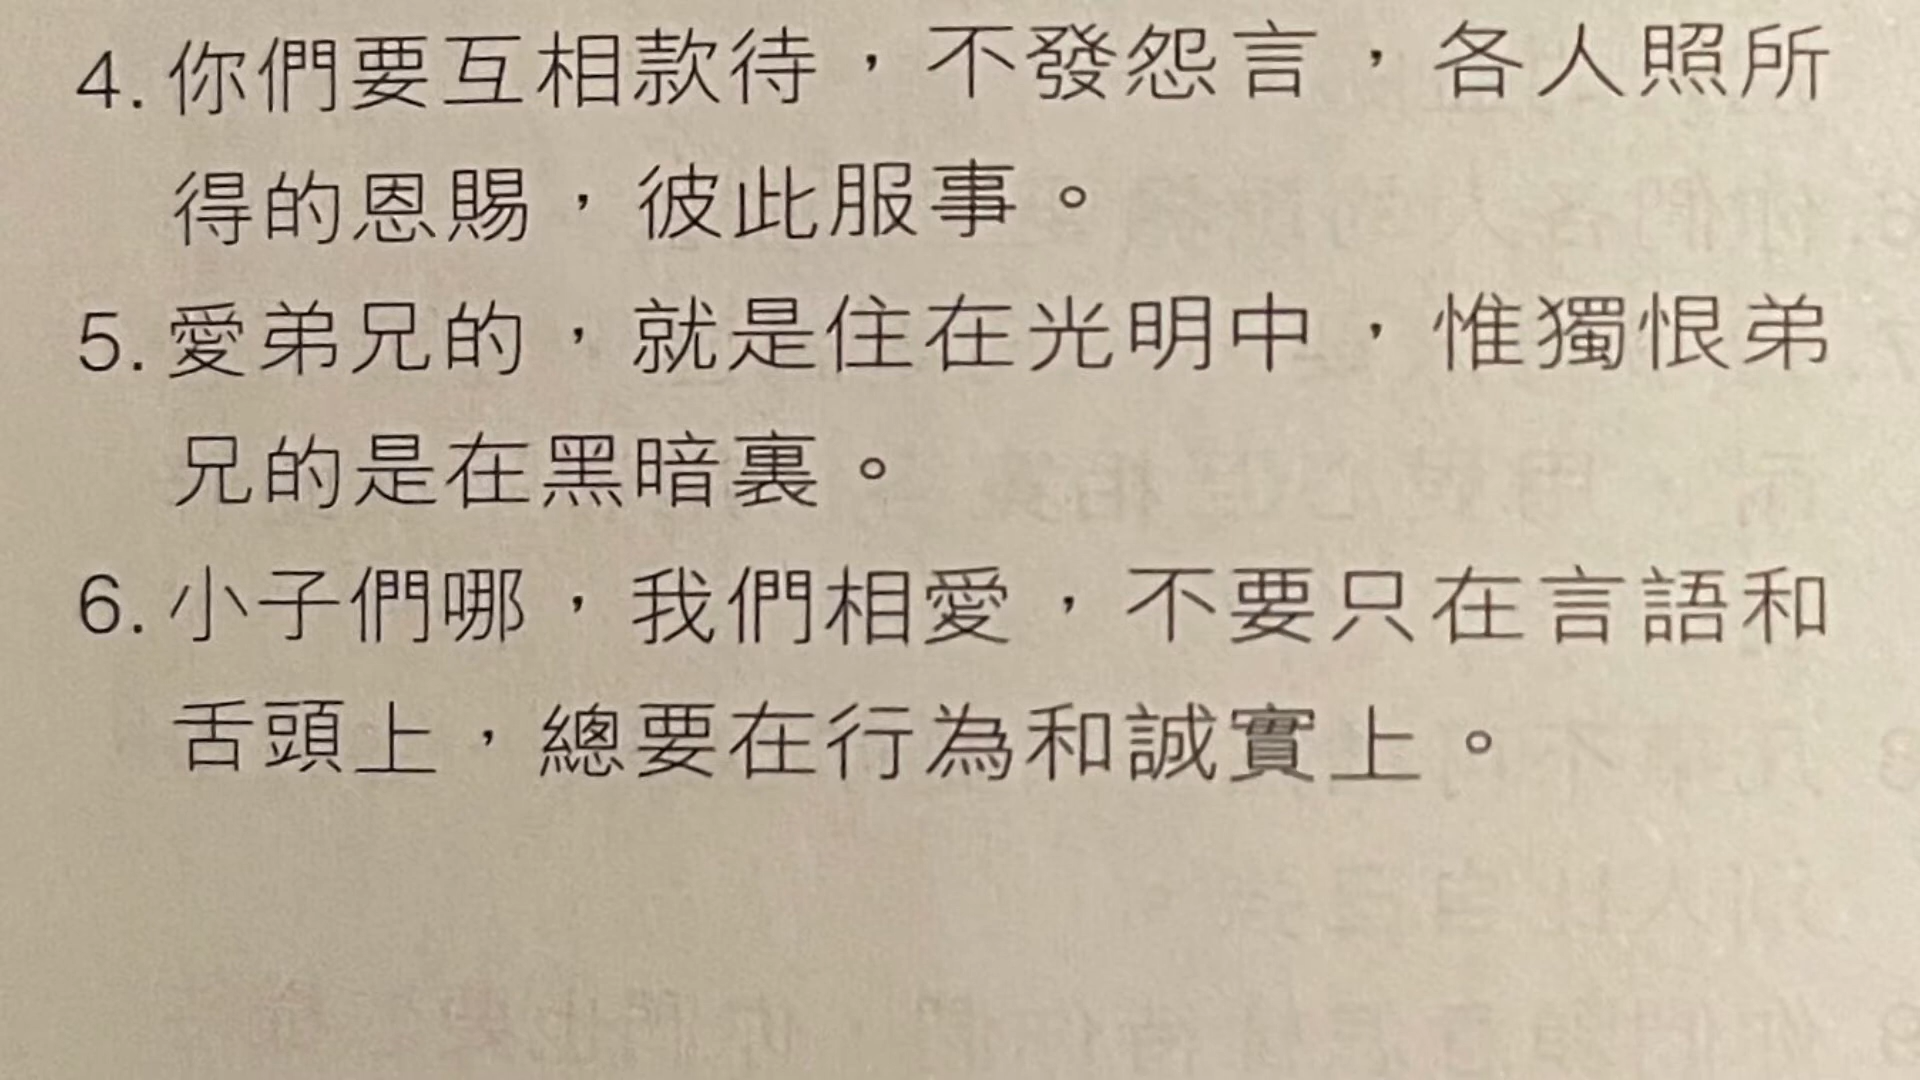 4. 你們要互相款待，不發怨言，各人照所
得的恩賜，彼此服事。
5. 愛弟兄的，就是住在光明中，惟獨恨弟
兄的是在黑暗裏。
6. 小子們哪，我們相愛，不要只在言語和
舌頭上，總要在行為和誠實上。